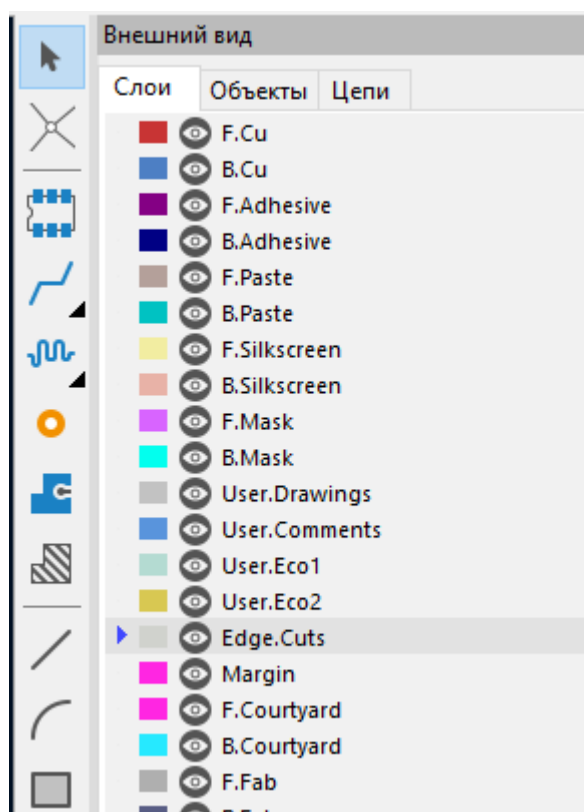 Внешний вид
Слои Объекты Цепи
F.Cu
B.Cu
F.Adhesive
B.Adhesive
F.Paste
B.Paste
F.Silkscreen
B.Silkscreen
F.Mask
B.Mask
User.Drawings
User.Comments
User.Eco1
User.Eco2
Edge.Cuts
Margin
F.Courtyard
B.Courtyard
F.Fab